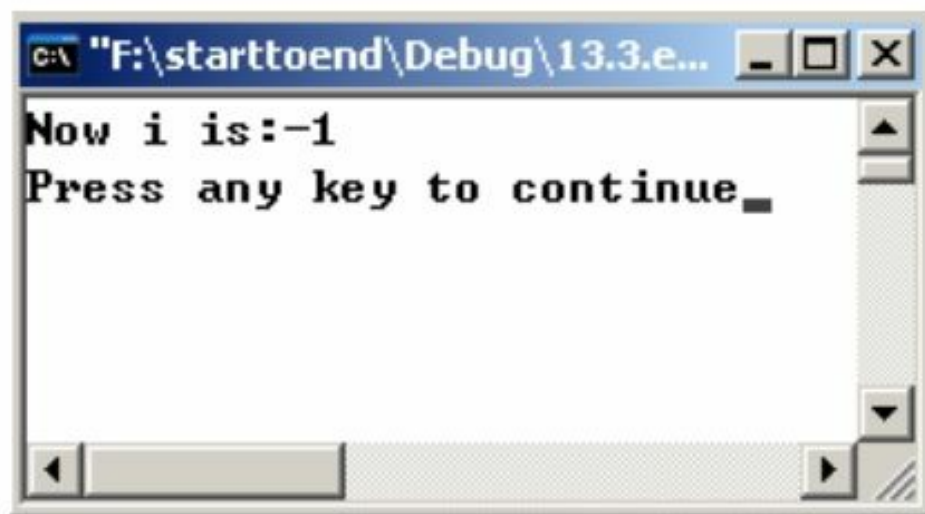 C:\ "F:\starttoend\Debug\13.3.e...
Now i is:-1
Press any key to continue